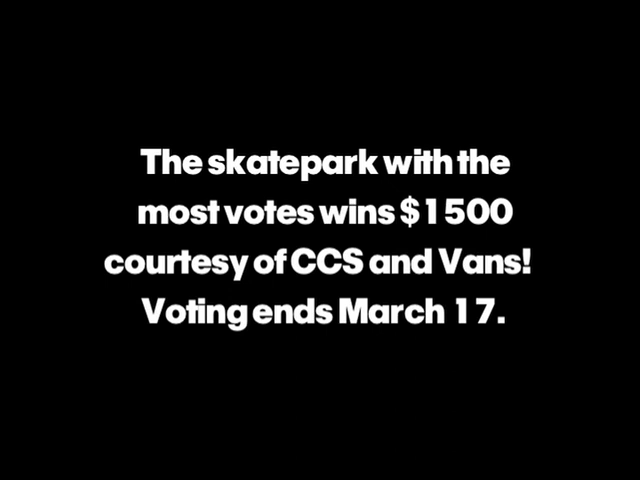 The skatepark with the
most votes wins $1500
courtesy of CCS and Vans!
Voting ends March 17.